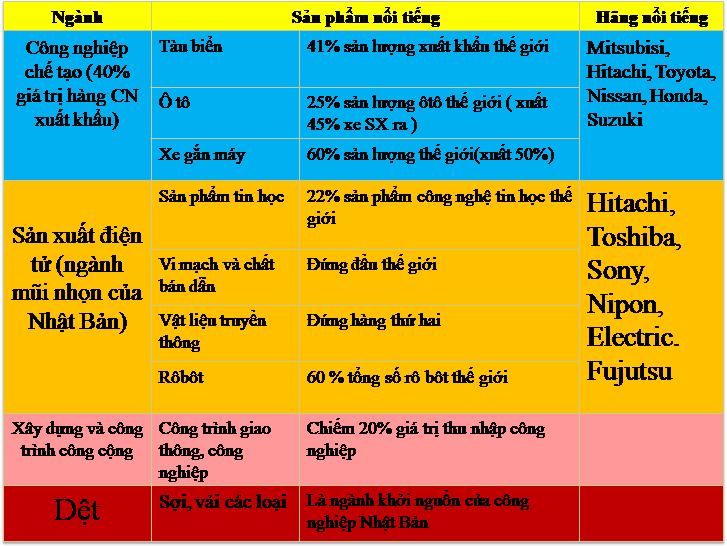 Ngành
Sản phẩm nổi tiếng
Hãng nổi tiếng
Công nghiệp
chế tạo (40%
giá trị hàng CN
xuất khẩu)
Tàu biển
41% sản lượng xuất khẩu thế giới
Ô tô
25% sản lượng ôtô thế giới ( xuất
45% xe SX ra )
Xe gắn máy
60% sản lượng thế giới(xuất 50%)
Mitsubisi,
Hitachi, Toyota,
Nissan, Honda,
Suzuki
Sản xuất điện
tử (ngành
mũi nhọn của
Nhật Bản)
Sản phẩm tin học
22% sản phẩm công nghệ tin học thế
giới
Vi mạch và chất
bán dẫn
Đứng đầu thế giới
Vật liệu truyền
thông
Đứng hàng thứ hai
Rôbôt
60 % tổng số rô bôt thế giới
Hitachi,
Toshiba,
Sony,
Nipon,
Electric-
Fujutsu
Xây dựng và công
trình công cộng
Công trình giao
thông, công
nghiệp
Chiếm 20% giá trị thu nhập công
nghiệp
Dệt
Sợi, vải các loại
Là ngành khởi nguồn của công
nghiệp Nhật Bản